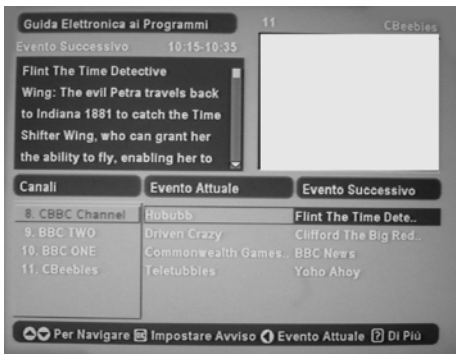 Guida Elettronica ai Programmi
11 CBeebies
Evento Successivo 10:15-10:35
Flint The Time Detective
Wing: The evil Petra travels back
to Indiana 1881 to catch the Time
Shifter Wing, who can grant her
the ability to fly, enabling her to
Canali Evento Attuale Evento Successivo
8. CBBC Channel Hububb Flint The Time Dete..
9. BBC TWO Driven Crazy Clifford The Big Red..
10. BBC ONE Commonwealth Games.. BBC News
11. CBeebies Teletubbies Yoho Ahoy
Per Navigare Impostare Avviso Evento Attuale ? Di Più